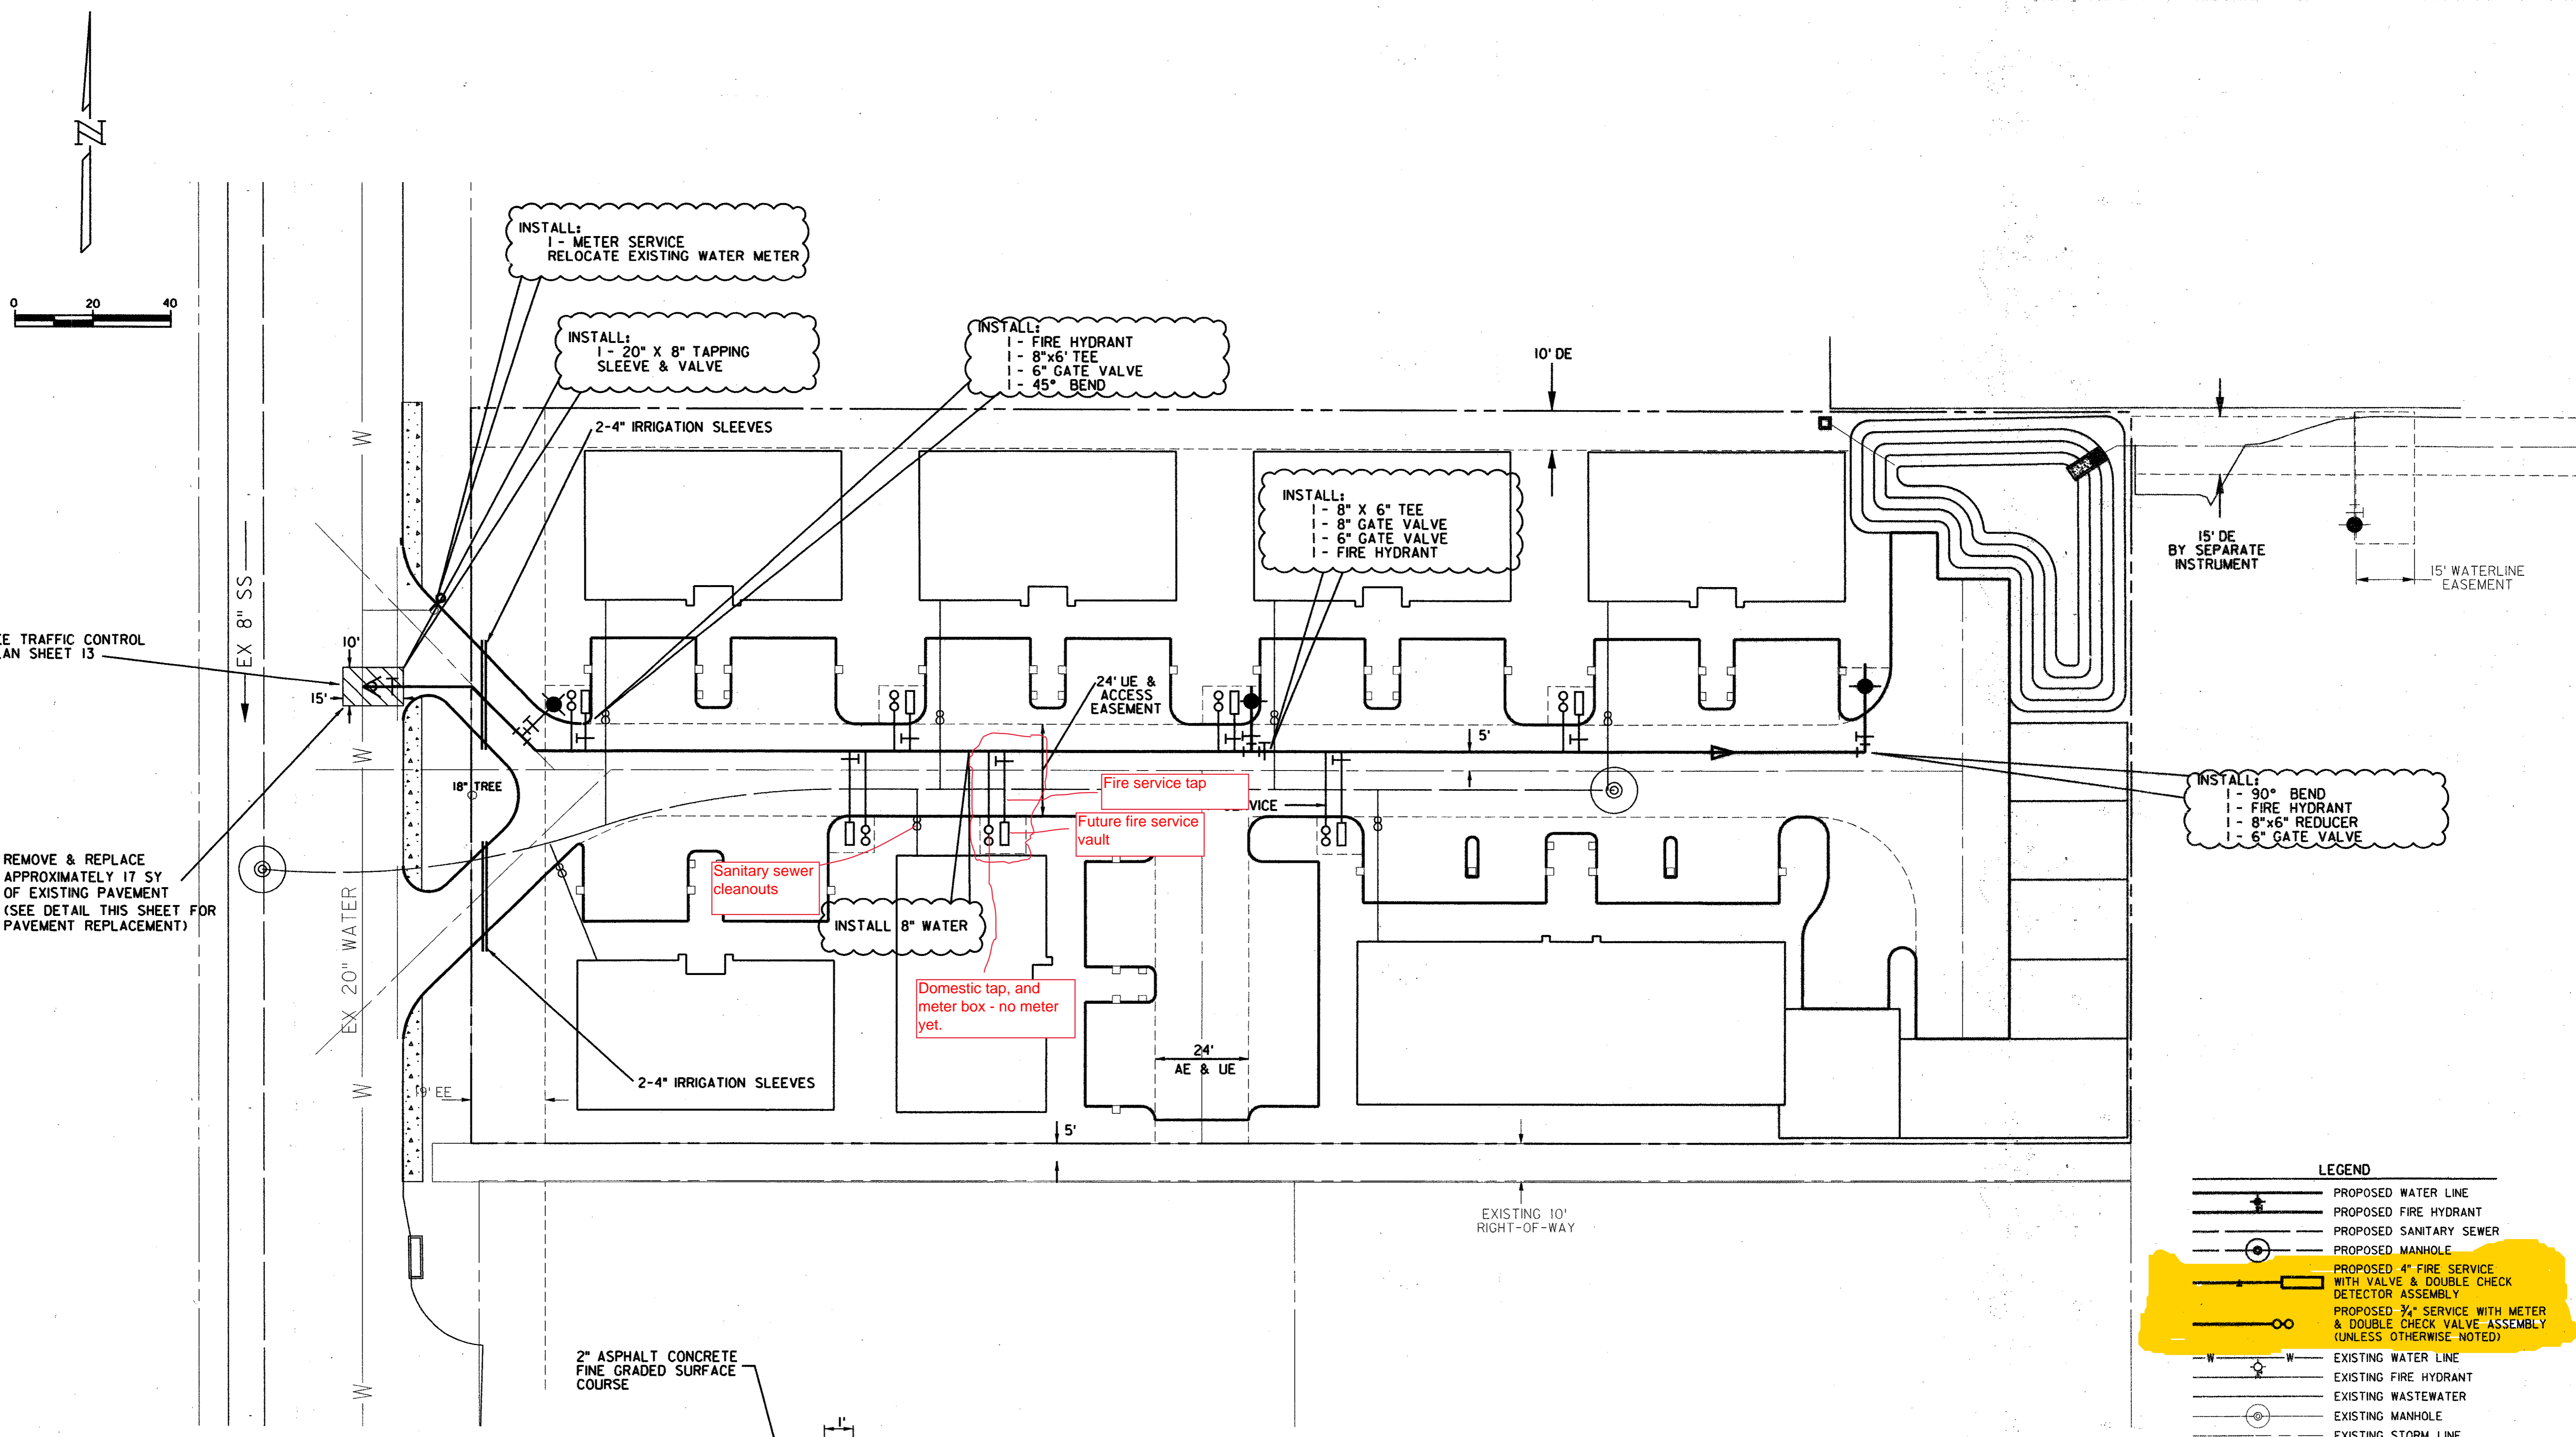 N
0 20 40
INSTALL:
1 - METER SERVICE
RELOCATE EXISTING WATER METER
INSTALL:
1 - 20" X 8" TAPPING
SLEEVE & VALVE
INSTALL:
1 - FIRE HYDRANT
1 - 8"x6' TEE
1 - 6" GATE VALVE
1 - 45° BEND
10' DE
2-4" IRRIGATION SLEEVES
INSTALL:
1 - 8" X 6" TEE
1 - 8" GATE VALVE
1 - 6" GATE VALVE
1 - FIRE HYDRANT
15' DE
BY SEPARATE
INSTRUMENT
15' WATERLINE
EASEMENT
W
EX 8" SS
TRAFFIC CONTROL
SHEET 13
10'
15'
24' UE &
ACCESS
EASEMENT
5'
W
18" TREE
Fire service tap
Future fire service
vault
INSTALL:
1 - 90° BEND
1 - FIRE HYDRANT
1 - 8"x6" REDUCER
1 - 6" GATE VALVE
REMOVE & REPLACE
APPROXIMATELY 17 SY
OF EXISTING PAVEMENT
(SEE DETAIL THIS SHEET FOR
PAVEMENT REPLACEMENT)
Sanitary sewer
cleanouts
INSTALL 8" WATER
EX 20" WATER
Domestic tap, and
meter box - no meter
yet.
24'
AE & UE
2-4" IRRIGATION SLEEVES
9' EE
W
5'
EXISTING 10'
RIGHT-OF-WAY
LEGEND
PROPOSED WATER LINE
PROPOSED FIRE HYDRANT
PROPOSED SANITARY SEWER
PROPOSED MANHOLE
PROPOSED 4" FIRE SERVICE
WITH VALVE & DOUBLE CHECK
DETECTOR ASSEMBLY
PROPOSED ¾" SERVICE WITH METER
& DOUBLE CHECK VALVE ASSEMBLY
(UNLESS OTHERWISE NOTED)
W W EXISTING WATER LINE
EXISTING FIRE HYDRANT
EXISTING WASTEWATER
EXISTING MANHOLE
EXISTING STORM LINE
W
2" ASPHALT CONCRETE
FINE GRADED SURFACE
COURSE
1'